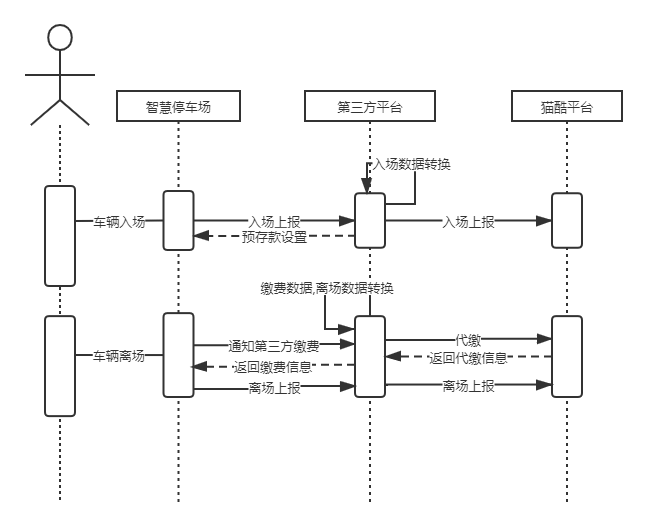 智慧停车场
第三方平台
猫酷平台
入场数据转换
车辆入场
入场上报
入场上报
预存款设置
缴费数据,离场数据转换
通知第三方缴费
代缴
车辆离场
返回代缴信息
返回缴费信息
离场上报
离场上报